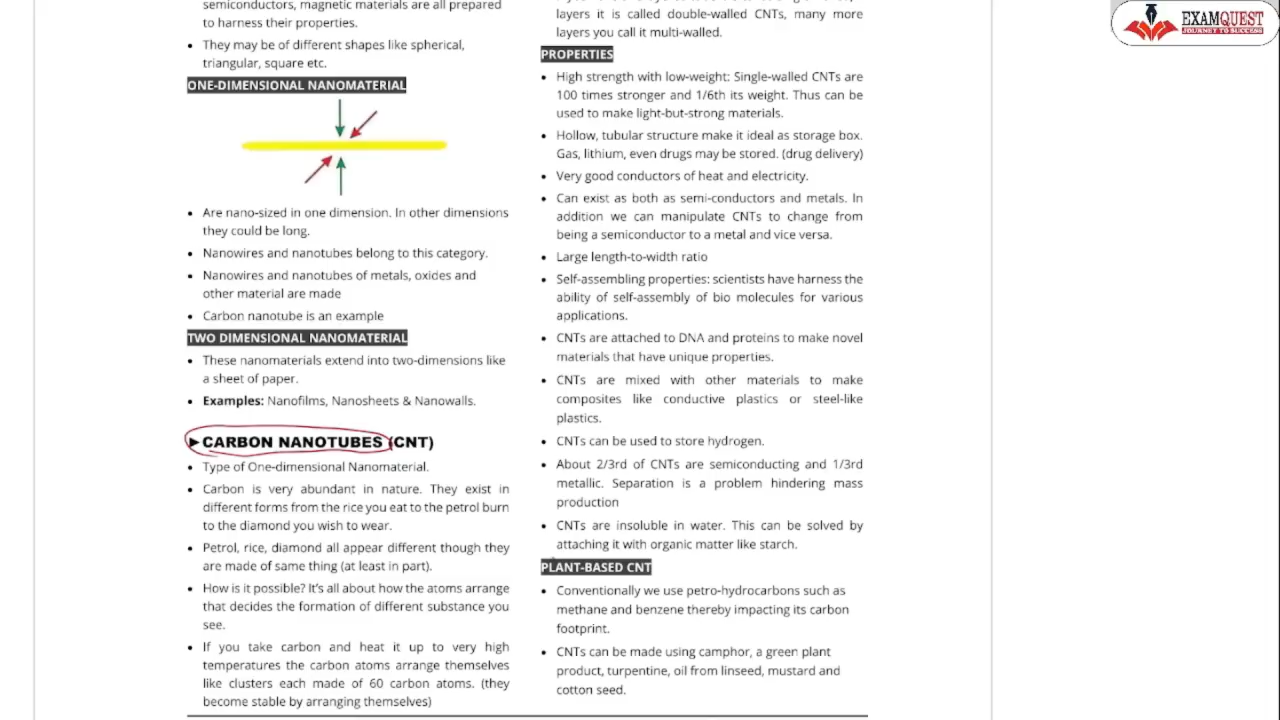 semiconductors, magnetic materials are all prepared
to harness their properties.
• They may be of different shapes like spherical,
triangular, square etc.
ONE-DIMENSIONAL NANOMATERIAL
• Are nano-sized in one dimension. In other dimensions
they could be long.
• Nanowires and nanotubes belong to this category.
• Nanowires and nanotubes of metals, oxides and
other material are made
• Carbon nanotube is an example
TWO DIMENSIONAL NANOMATERIAL
• These nanomaterials extend into two-dimensions like
a sheet of paper.
• Examples: Nanofilms, Nanosheets & Nanowalls.
►CARBON NANOTUBES (CNT)
• Type of One-dimensional Nanomaterial.
• Carbon is very abundant in nature. They exist in
different forms from the rice you eat to the petrol burn
to the diamond you wish to wear.
• Petrol, rice, diamond all appear different though they
are made of same thing (at least in part).
• How is it possible? It's all about how the atoms arrange
that decides the formation of different substance you
see.
• If you take carbon and heat it up to very high
temperatures the carbon atoms arrange themselves
like clusters each made of 60 carbon atoms. (they
become stable by arranging themselves)
layers it is called double-walled CNTs, many more
layers you call it multi-walled.
PROPERTIES
• High strength with low-weight: Single-walled CNTs are
100 times stronger and 1/6th its weight. Thus can be
used to make light-but-strong materials.
• Hollow, tubular structure make it ideal as storage box.
Gas, lithium, even drugs may be stored. (drug delivery)
• Very good conductors of heat and electricity.
• Can exist as both as semi-conductors and metals. In
addition we can manipulate CNTs to change from
being a semiconductor to a metal and vice versa.
• Large length-to-width ratio
• Self-assembling properties: scientists have harness the
ability of self-assembly of bio molecules for various
applications.
• CNTs are attached to DNA and proteins to make novel
materials that have unique properties.
• CNTs are mixed with other materials to make
composites like conductive plastics or steel-like
plastics.
• CNTs can be used to store hydrogen.
• About 2/3rd of CNTs are semiconducting and 1/3rd
metallic. Separation is a problem hindering mass
production
• CNTs are insoluble in water. This can be solved by
attaching it with organic matter like starch.
PLANT-BASED CNT
• Conventionally we use petro-hydrocarbons such as
methane and benzene thereby impacting its carbon
footprint.
• CNTs can be made using camphor, a green plant
product, turpentine, oil from linseed, mustard and
cotton seed.
EXAMQUEST
JOURNEY TO SUCCESS